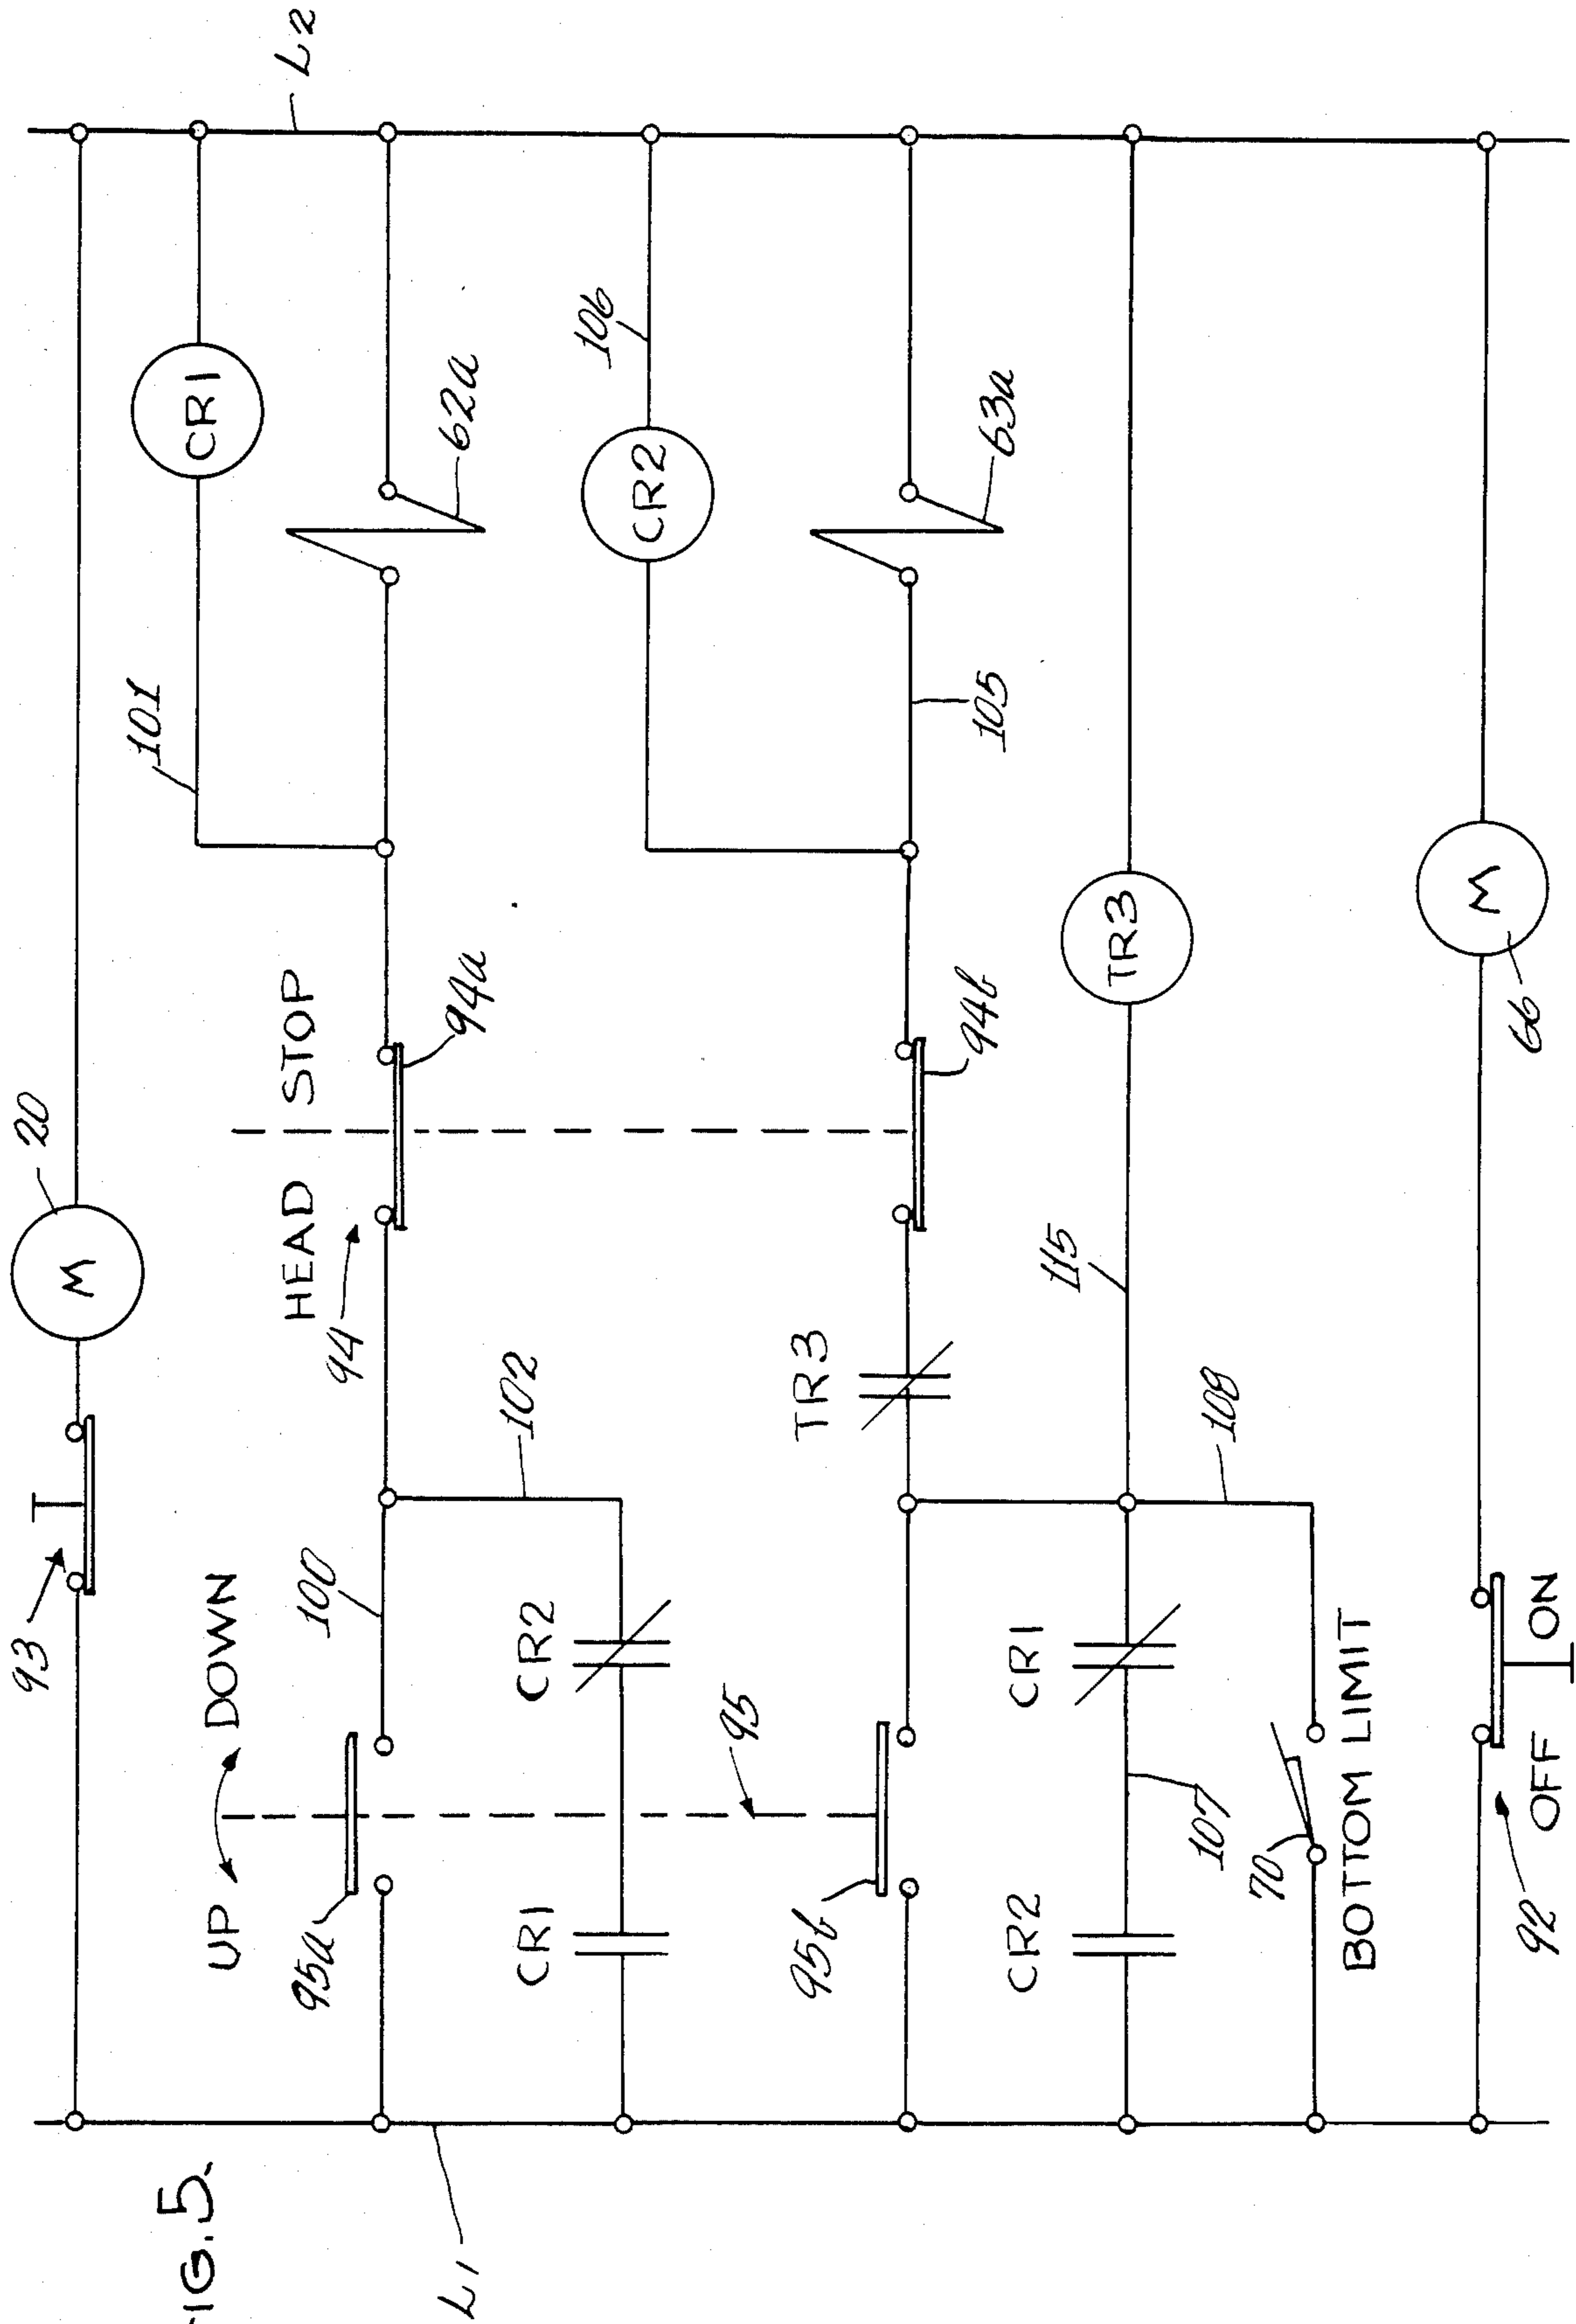 FIG. 5.
L1
L2
93
M
20
101
CR1
UP
DOWN
95a
100
94
HEAD
STOP
94a
62a
CR1
CR2
102
106
CR2
95
95b
TR3
94b
105
63a
CR2
107
CR1
115
TR3
70
BOTTOM LIMIT
108
92
OFF
ON
M
66